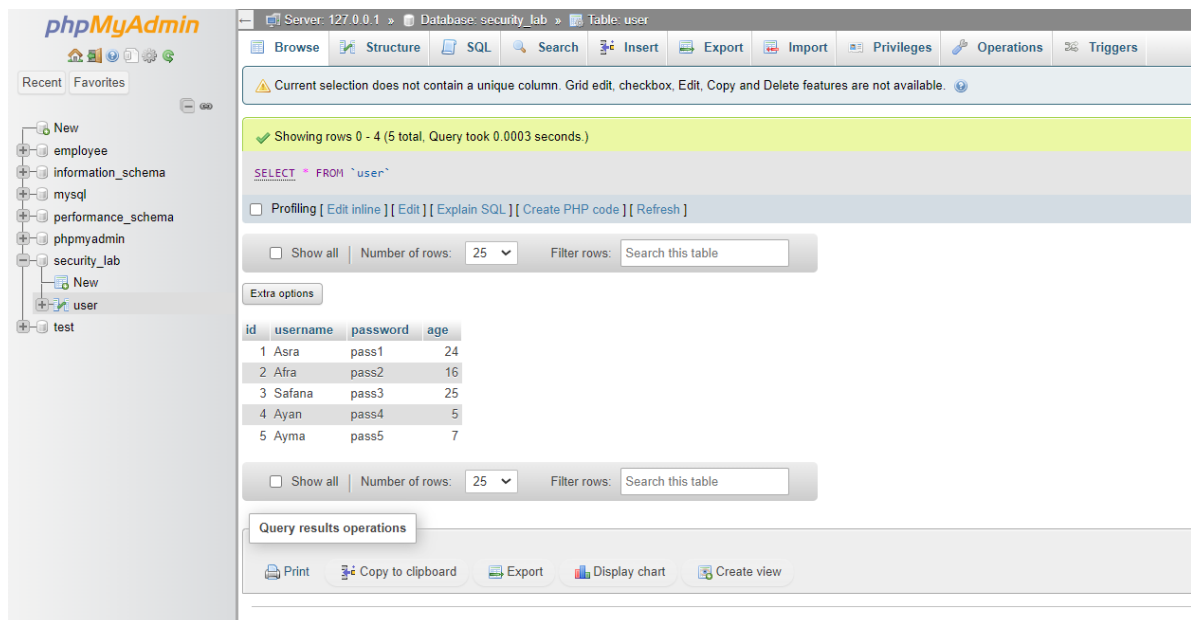 phpMyAdmin
Recent Favorites
New
employee
information_schema
mysql
performance_schema
phpmyadmin
security_lab
New
user
test
Server: 127.0.0.1 » Database: security_lab » Table: user
Browse Structure SQL Search Insert Export Import Privileges Operations Triggers
Current selection does not contain a unique column. Grid edit, checkbox, Edit, Copy and Delete features are not available.
Showing rows 0 - 4 (5 total, Query took 0.0003 seconds.)
SELECT * FROM `user`
Profiling [ Edit inline ] [ Edit ] [ Explain SQL ] [ Create PHP code ] [ Refresh ]
Show all | Number of rows: 25 Filter rows: Search this table
Extra options
id username password age
1 Asra pass1 24
2 Afra pass2 16
3 Safana pass3 25
4 Ayan pass4 5
5 Ayma pass5 7
Show all | Number of rows: 25 Filter rows: Search this table
Query results operations
Print Copy to clipboard Export Display chart Create view